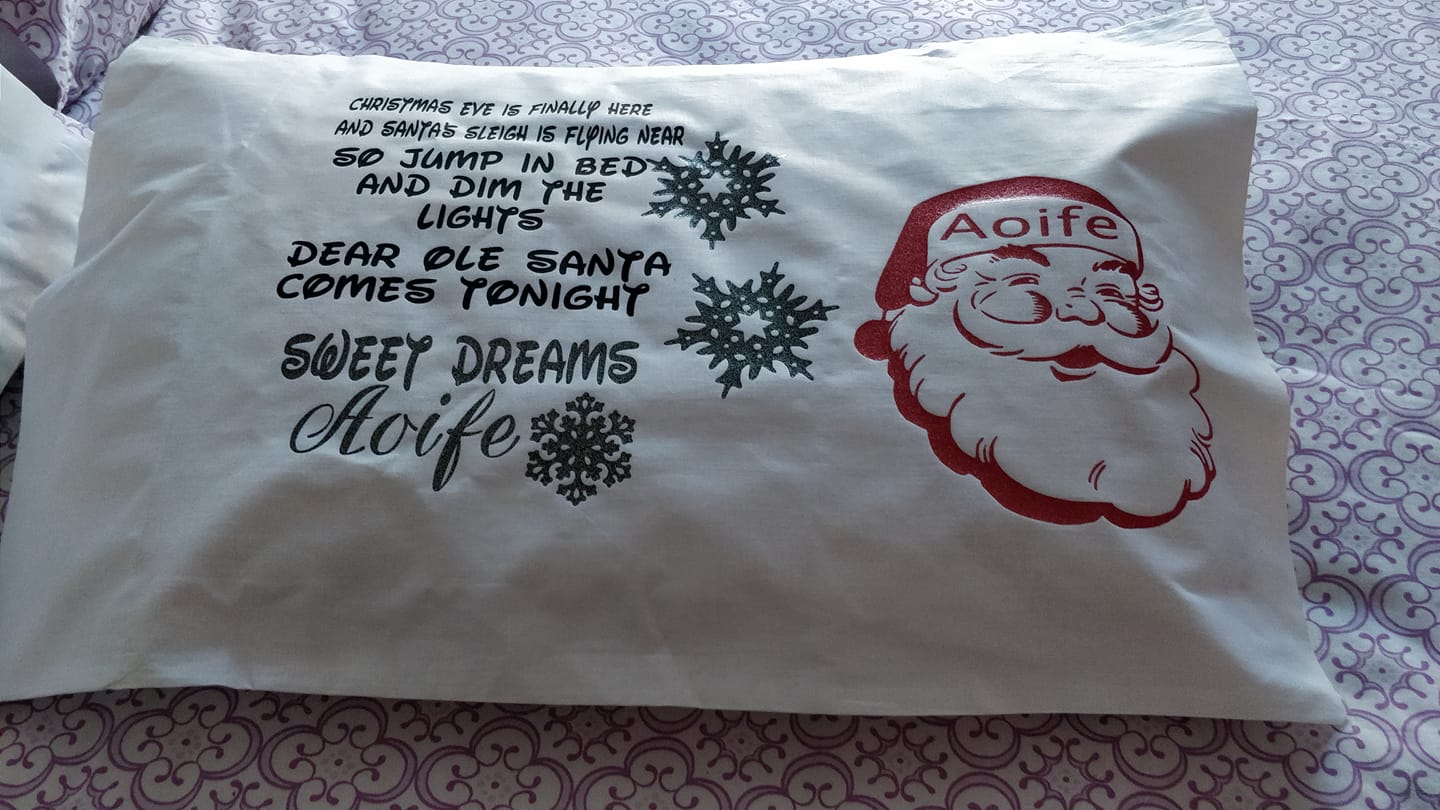 CHRISTMAS EVE IS FINALLY HERE
AND SANTA'S SLEIGH IS FLYING NEAR
SO JUMP IN BED
AND DIM THE
LIGHTS
DEAR OLE SANTA
COMES TONIGHT
SWEET DREAMS
Aoife
Aoife